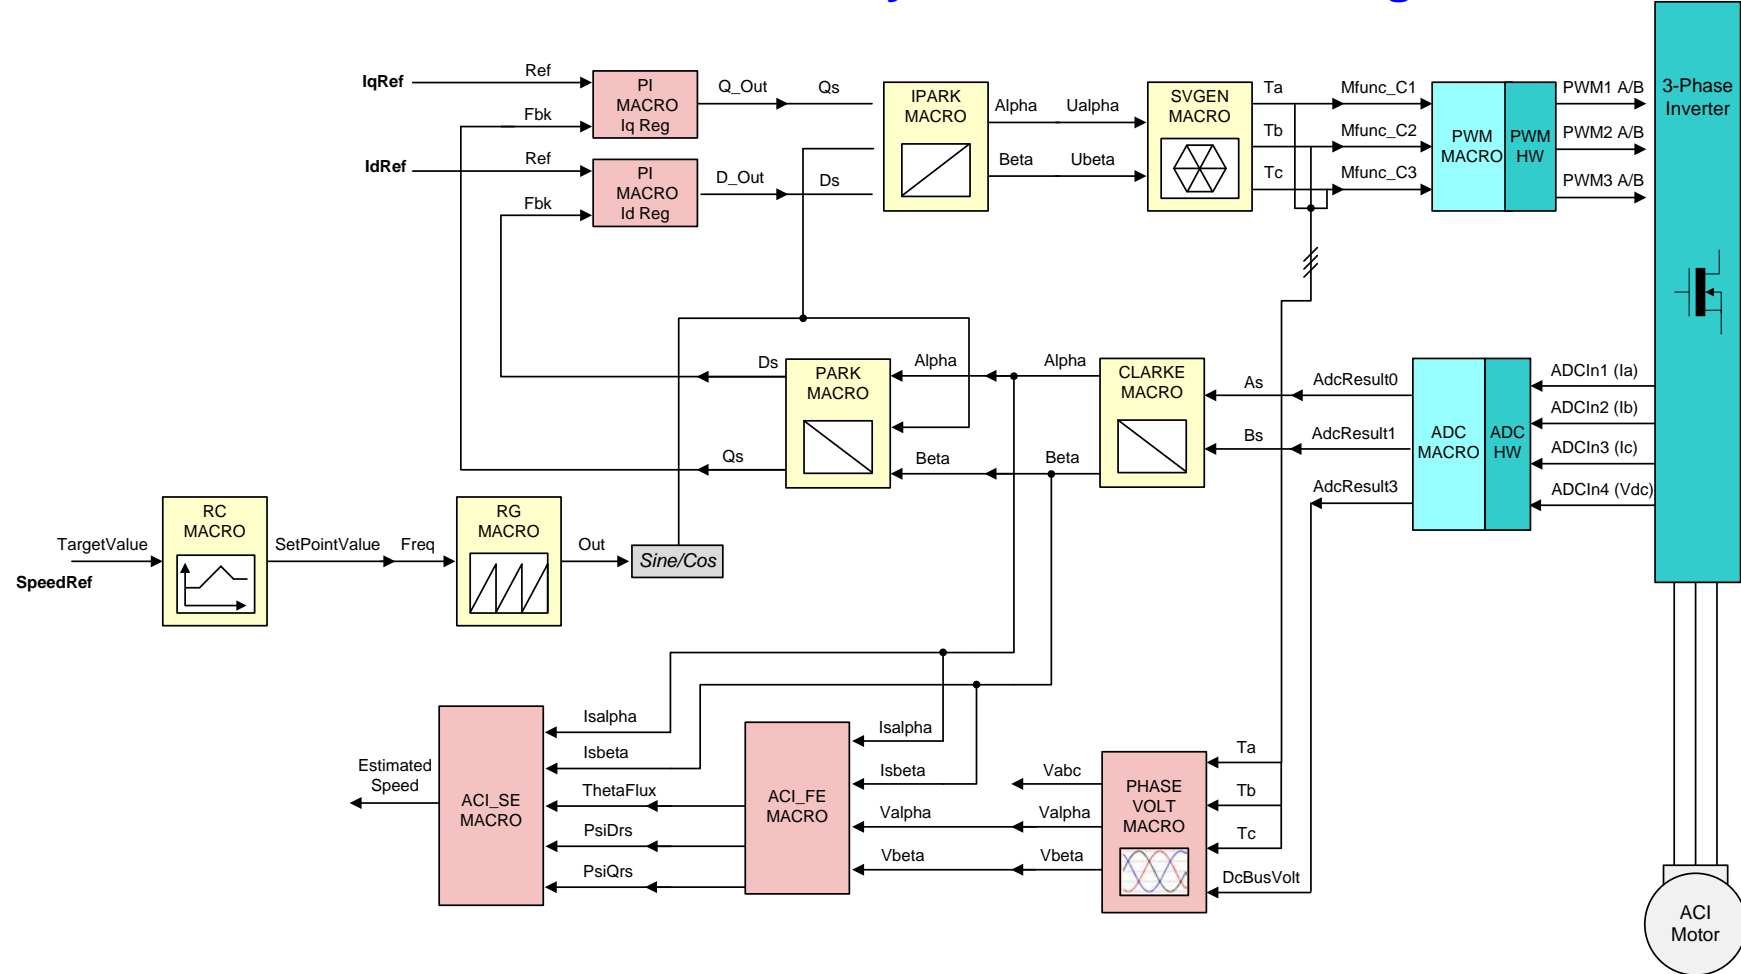 IqRef
Ref
Fbk
PI
MACRO
Iq Reg
Q_Out
Qs
IdRef
Ref
Fbk
PI
MACRO
Id Reg
D_Out
Ds
IPARK
MACRO
Alpha
Ualpha
Beta
Ubeta
SVGEN
MACRO
Ta
Tb
Tc
Mfunc_C1
Mfunc_C2
Mfunc_C3
PWM
MACRO
PWM
HW
PWM1 A/B
PWM2 A/B
PWM3 A/B
3-Phase
Inverter
Ds
Qs
PARK
MACRO
Alpha
Alpha
Beta
Beta
CLARKE
MACRO
As
AdcResult0
Bs
AdcResult1
AdcResult3
ADC
MACRO
ADC
HW
ADCIn1 (Ia)
ADCIn2 (Ib)
ADCIn3 (Ic)
ADCIn4 (Vdc)
TargetValue
SpeedRef
RC
MACRO
SetPointValue
Freq
RG
MACRO
Out
Sine/Cos
Estimated
Speed
ACI_SE
MACRO
Isalpha
Isbeta
ThetaFlux
PsiDrs
PsiQrs
ACI_FE
MACRO
Isalpha
Isbeta
Valpha
Vbeta
Vabc
Valpha
Vbeta
PHASE
VOLT
MACRO
Ta
Tb
Tc
DcBusVolt
ACI
Motor